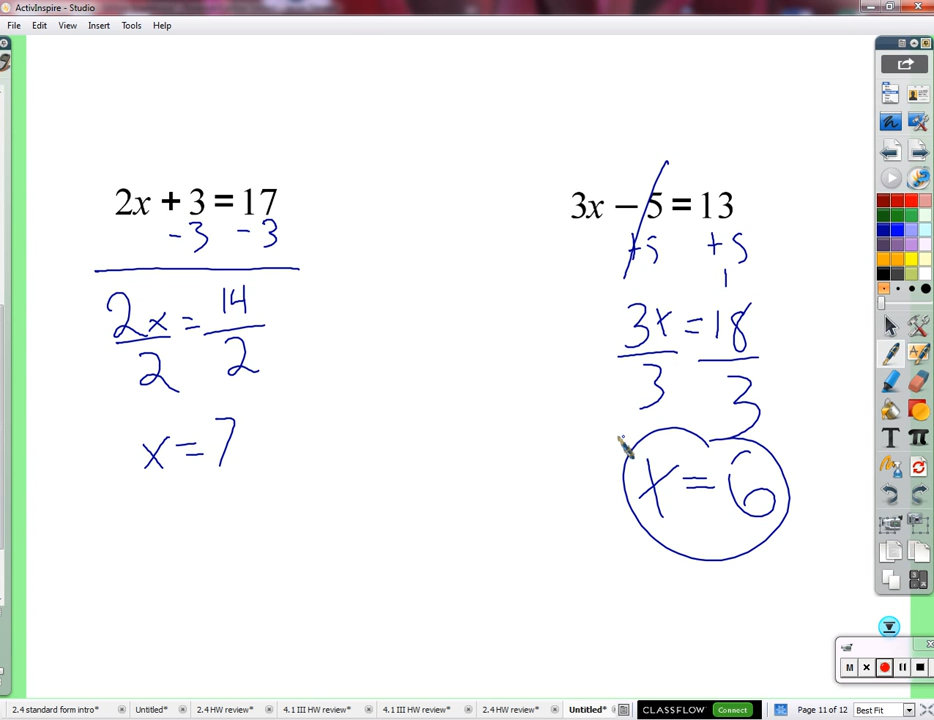 ActivInspire - Studio
File Edit View Insert Tools Help
2x + 3 = 17
-3 -3
2x = 14
2 2
x = 7
3x − 5 = 13
+5 +5
1
3x = 18
3 3
x = 6
M
2.4 standard form intro* Untitled* 2.4 HW review* 4.1 III HW review* 4.1 III HW review* 2.4 HW review* Untitled* CLASSFLOW Connect Page 11 of 12 Best Fit